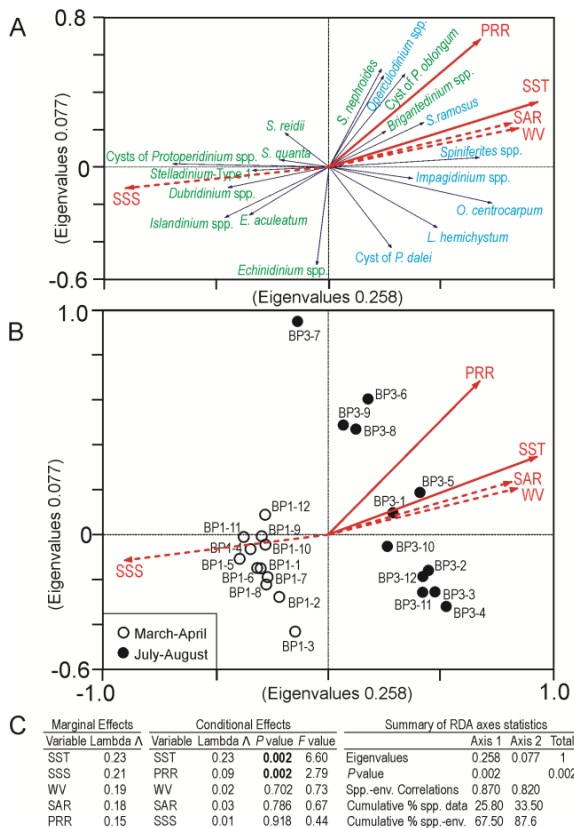 A
0.8
PRR
S. nephroides
Operculodinium spp.
Cyst of P. oblongum
Brigantedinium spp.
SST
S.ramosus
SAR
WV
S. reidii
S. quanta
Spiniferites spp.
Cysts of Protoperidinium spp.
0
Stelladinium-Type 1
Impagidinium spp.
SSS
Dubridinium spp.
O. centrocarpum
Islandinium spp.
E. aculeatum
L. hemichystum
Cyst of P. dalei
Echinidinium spp.
-0.6
(Eigenvalues 0.077)
(Eigenvalues 0.258)
B
1.0
BP3-7
PRR
BP3-6
BP3-9
BP3-8
SST
SAR
WV
BP3-5
BP3-1
BP1-12
BP1-11
BP1-9
0
BP1-4
BP1-10
BP3-10
SSS
BP1-5
BP1-1
BP3-2
BP1-6
BP1-7
BP3-12
BP1-8
BP3-3
BP1-2
BP3-11
BP3-4
BP1-3
March-April
July-August
-0.6
-1.0
1.0
(Eigenvalues 0.077)
(Eigenvalues 0.258)
C
Marginal Effects Conditional Effects Summary of RDA axes statistics
Variable Lambda Λ Variable Lambda Λ P value F value Axis 1 Axis 2 Total
SST 0.23 SST 0.23 0.002 6.60 Eigenvalues 0.258 0.077 1
SSS 0.21 PRR 0.09 0.002 2.79 Pvalue 0.002 0.002
WV 0.19 WV 0.02 0.702 0.73 Spp.-env. Correlations 0.870 0.820
SAR 0.18 SAR 0.03 0.786 0.67 Cumulative % spp. data 25.80 33.50
PRR 0.15 SSS 0.01 0.918 0.44 Cumulative % spp.-env. 67.50 87.6